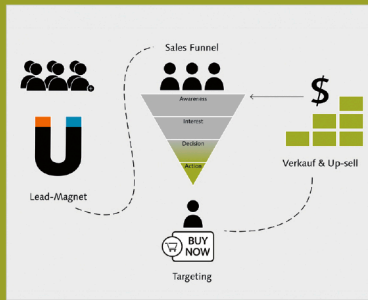 Sales Funnel
Awareness
Interest
Decision
Action
$
Lead-Magnet
Verkauf & Up-sell
BUY
NOW
Targeting